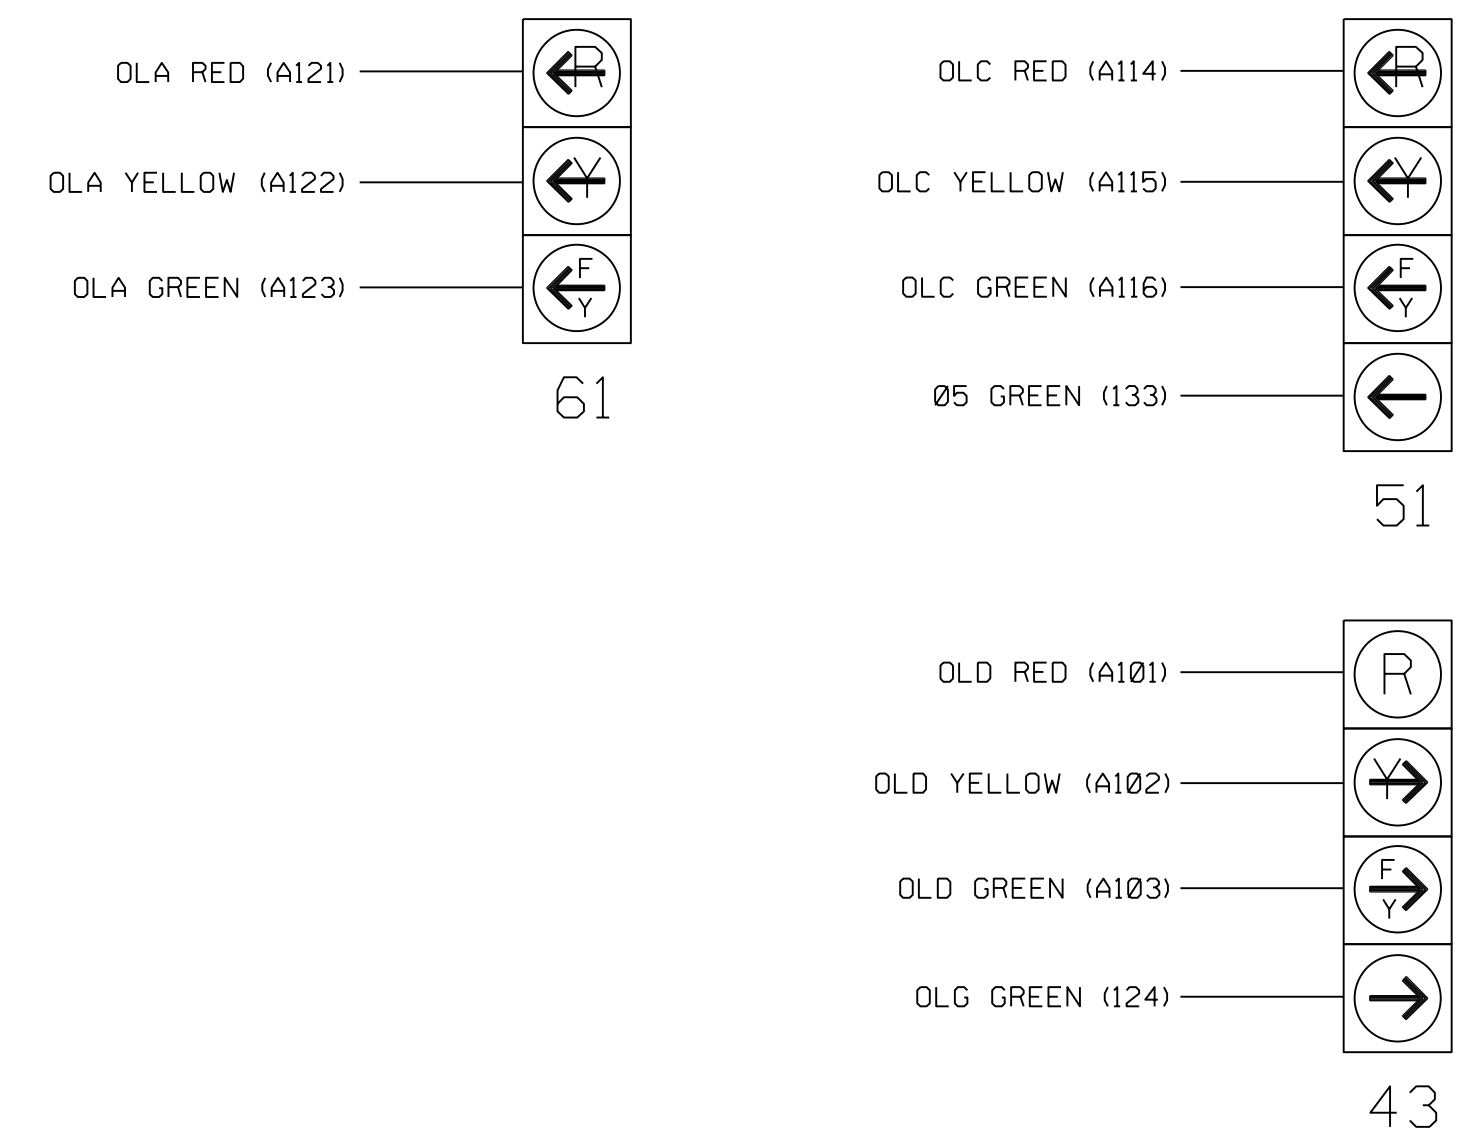 OLA RED (A121)
R
OLA YELLOW (A122)
Y
OLA GREEN (A123)
F
Y
61
OLC RED (A114)
R
OLC YELLOW (A115)
Y
OLC GREEN (A116)
F
Y
Ø5 GREEN (133)
51
OLD RED (A1Ø1)
R
OLD YELLOW (A1Ø2)
Y
OLD GREEN (A1Ø3)
F
Y
OLG GREEN (124)
43